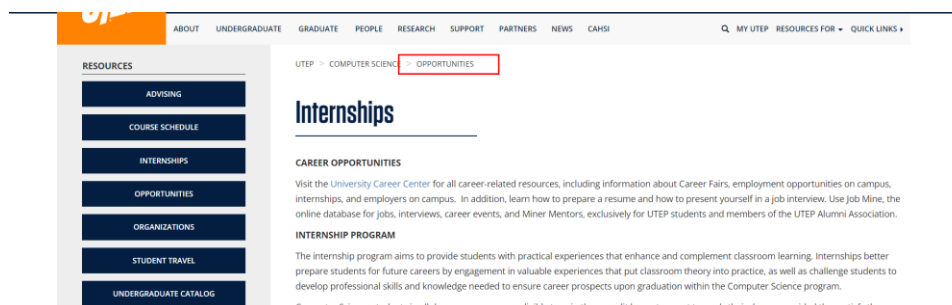 ABOUT UNDERGRADUATE GRADUATE PEOPLE RESEARCH SUPPORT PARTNERS NEWS CAHSI MY UTEP RESOURCES FOR QUICK LINKS
RESOURCES
ADVISING
COURSE SCHEDULE
INTERNSHIPS
OPPORTUNITIES
ORGANIZATIONS
STUDENT TRAVEL
UNDERGRADUATE CATALOG
UTEP > COMPUTER SCIENCE > OPPORTUNITIES
Internships
CAREER OPPORTUNITIES
Visit the University Career Center for all career-related resources, including information about Career Fairs, employment opportunities on campus,
internships, and employers on campus. In addition, learn how to prepare a resume and how to present yourself in a job interview. Use Job Mine, the
online database for jobs, interviews, career events, and Miner Mentors, exclusively for UTEP students and members of the UTEP Alumni Association.
INTERNSHIP PROGRAM
The internship program aims to provide students with practical experiences that enhance and complement classroom learning. Internships better
prepare students for future careers by engagement in valuable experiences that put classroom theory into practice, as well as challenge students to
develop professional skills and knowledge needed to ensure career prospects upon graduation within the Computer Science program.